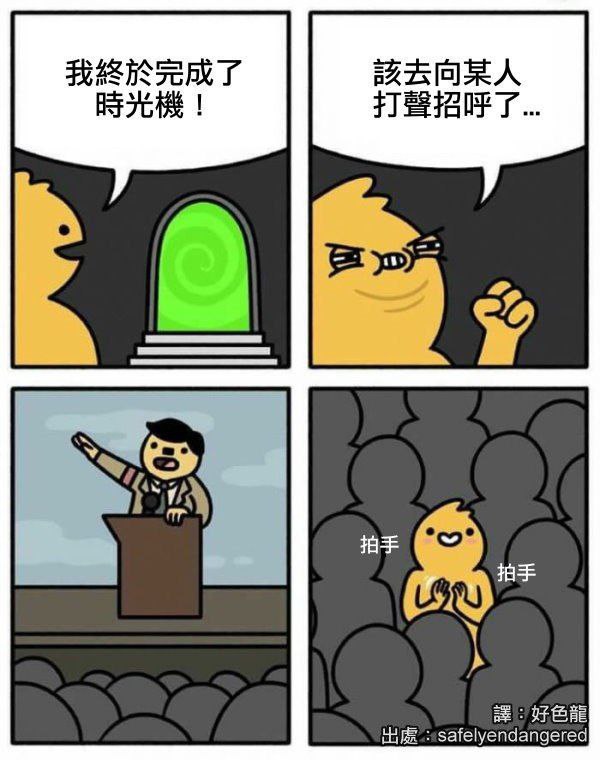 我終於完成了
時光機！
該去向某人
打聲招呼了...
拍手
拍手
譯：好色龍
出處：safelyendangered